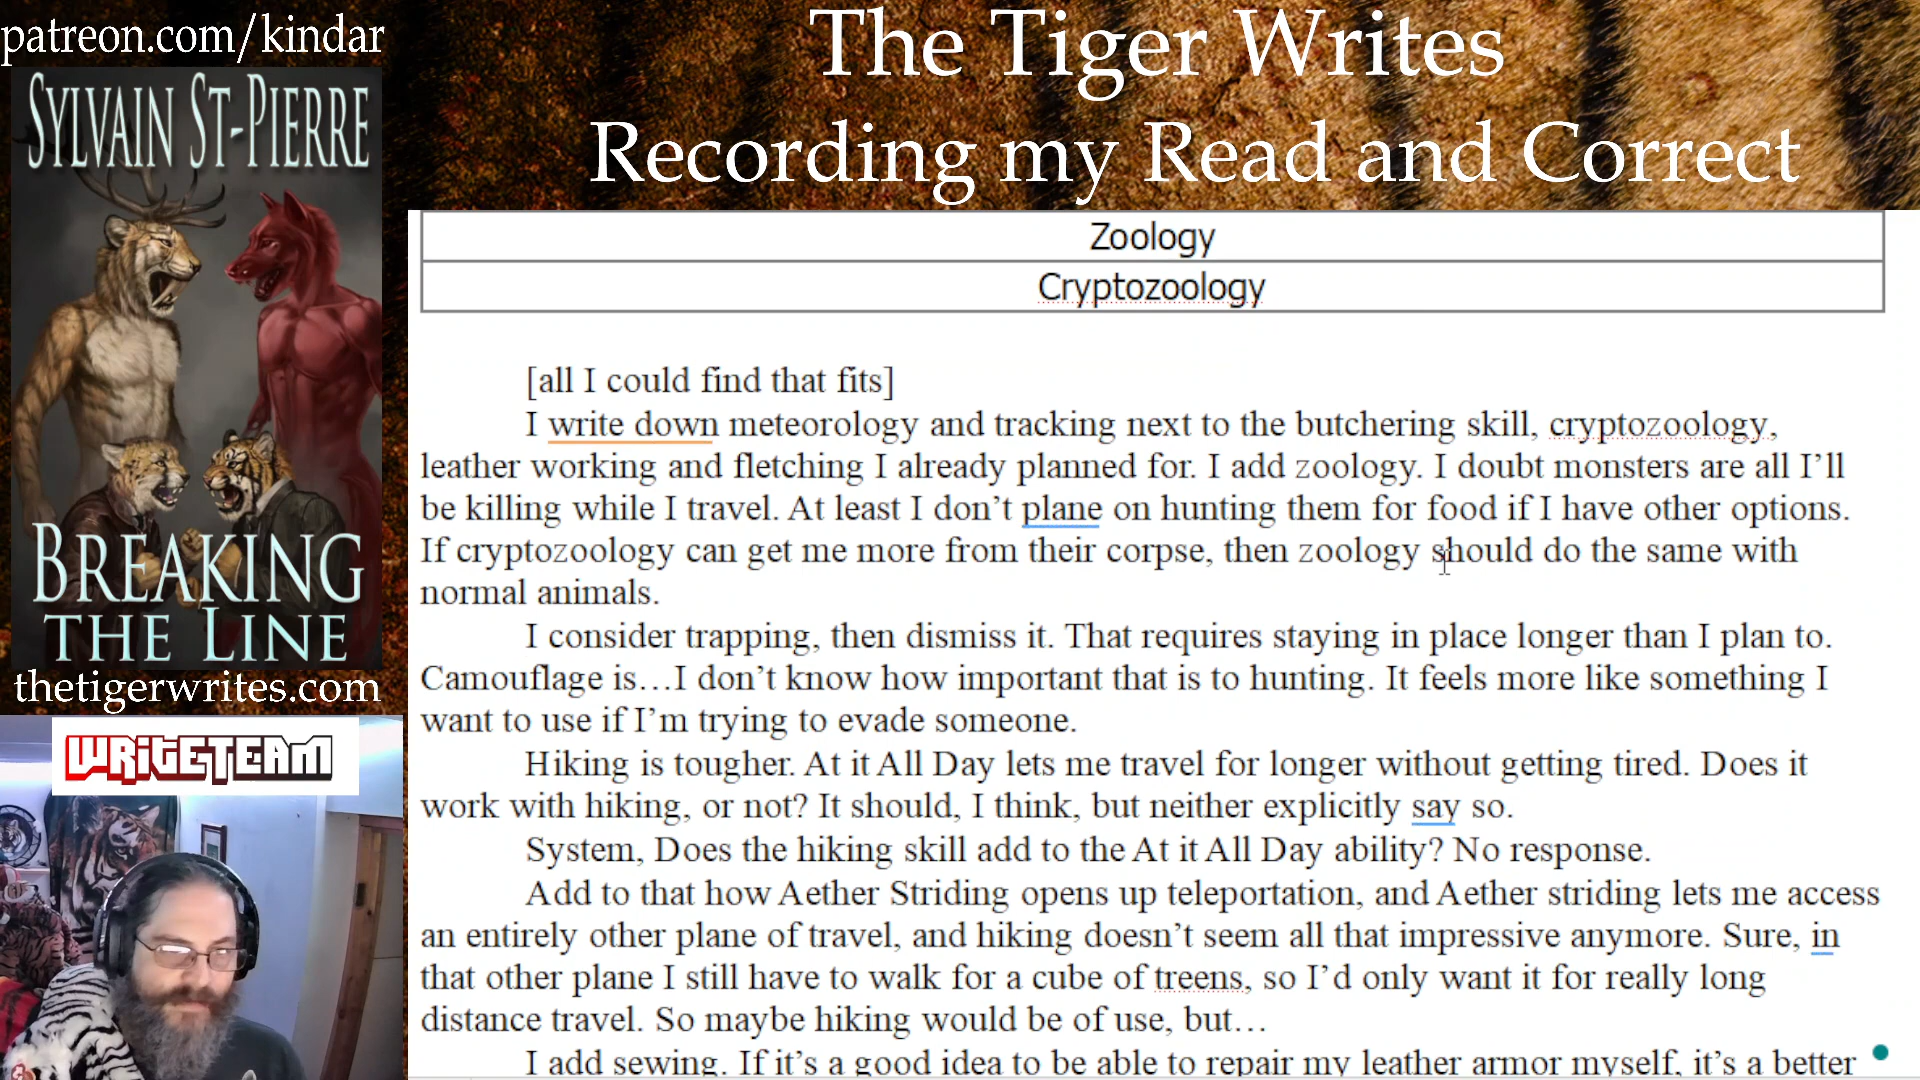 patreon.com/kindar
SYLVAIN ST-PIERRE
BREAKING
THE LINE
thetigerwrites.com
WRITETEAM
The Tiger Writes
Recording my Read and Correct
Zoology
Cryptozoology
[all I could find that fits]
I write down meteorology and tracking next to the butchering skill, cryptozoology,
leather working and fletching I already planned for. I add zoology. I doubt monsters are all I’ll
be killing while I travel. At least I don’t plane on hunting them for food if I have other options.
If cryptozoology can get me more from their corpse, then zoology should do the same with
normal animals.
I consider trapping, then dismiss it. That requires staying in place longer than I plan to.
Camouflage is…I don’t know how important that is to hunting. It feels more like something I
want to use if I’m trying to evade someone.
Hiking is tougher. At it All Day lets me travel for longer without getting tired. Does it
work with hiking, or not? It should, I think, but neither explicitly say so.
System, Does the hiking skill add to the At it All Day ability? No response.
Add to that how Aether Striding opens up teleportation, and Aether striding lets me access
an entirely other plane of travel, and hiking doesn’t seem all that impressive anymore. Sure, in
that other plane I still have to walk for a cube of treens, so I’d only want it for really long
distance travel. So maybe hiking would be of use, but…
I add sewing. If it’s a good idea to be able to repair my leather armor myself, it’s a better